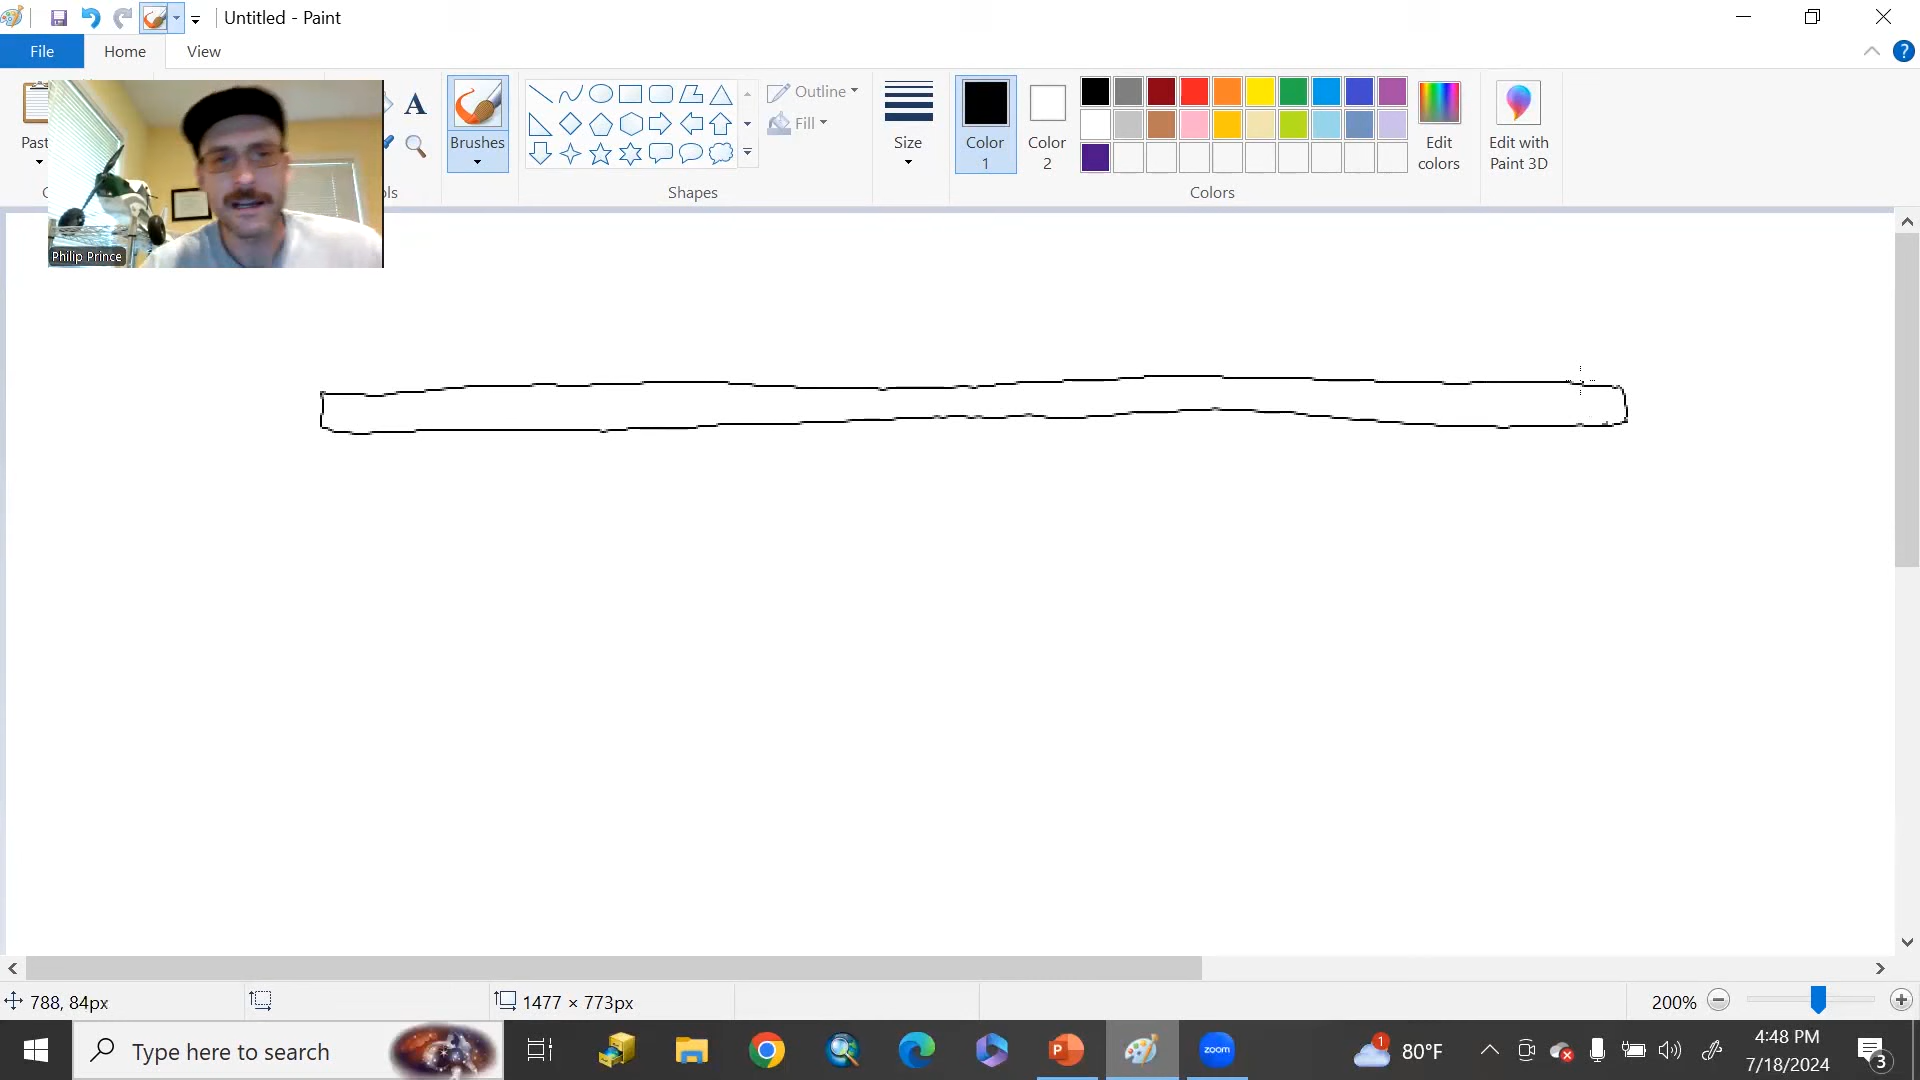 Untitled - Paint
File
Home
View
Past
A
Brushes
Outline
Fill
Shapes
Size
Color
1
Color
2
Colors
Edit
colors
Edit with
Paint 3D
Philip Prince
788, 84px
1477 × 773px
200%
Type here to search
P
zoom
1
80°F
4:48 PM
7/18/2024
3